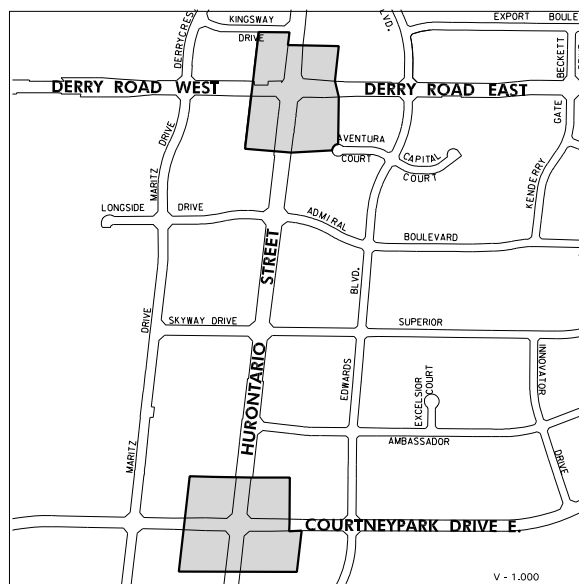 KINGSWAY
DRIVE
DERRYCRES
BLVD.
EXPORT BOULE
BECKETT
DERRY ROAD WEST
DERRY ROAD EAST
GATE
DRIVE
AVENTURA
COURT
CAPITAL
COURT
KENDERRY
MARITZ
LONGSIDE DRIVE
ADMIRAL
BOULEVARD
STREET
BLVD.
DRIVE
SKYWAY DRIVE
SUPERIOR
HURONTARIO
EDWARDS
EXCELSIOR
COURT
INNOVATOR
AMBASSADOR
MARITZ
DRIVE
COURTNEYPARK DRIVE E.
V - 1.000